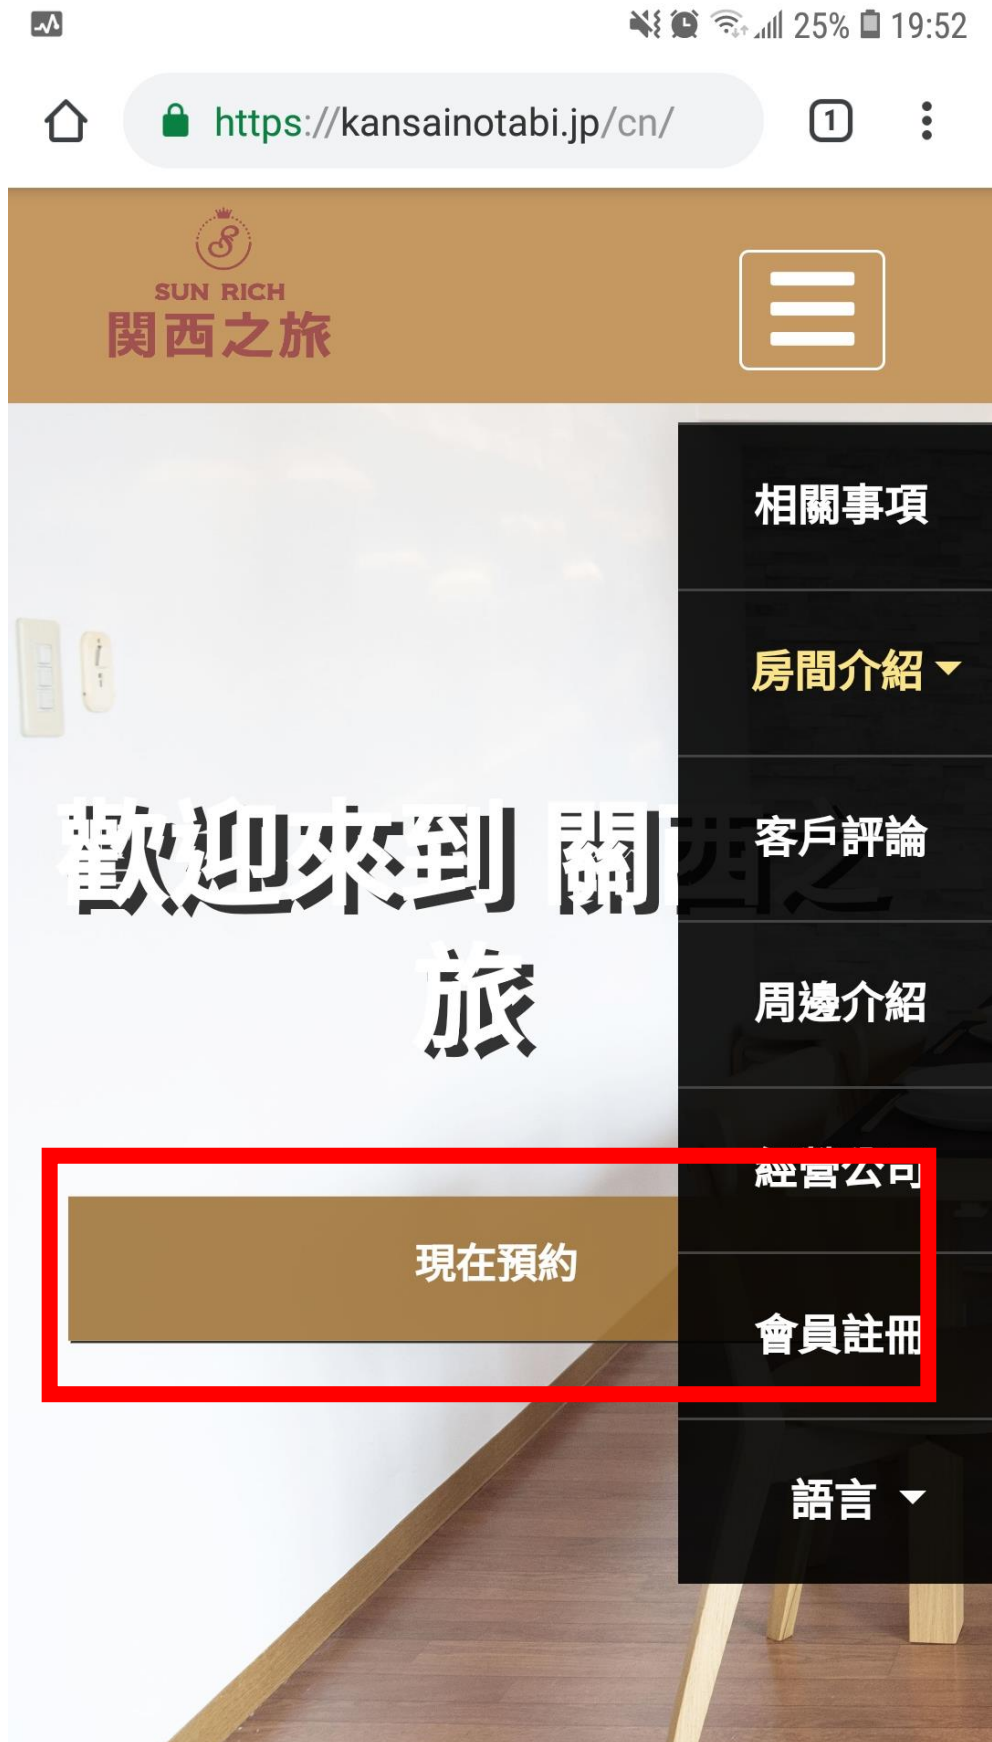 25% 19:52
https://kansainotabi.jp/cn/
1
S
SUN RICH
関西之旅
相關事項
房間介紹
歡迎來到 關西之
旅
客戶評論
周邊介紹
經營公司
現在預約
會員註冊
語言